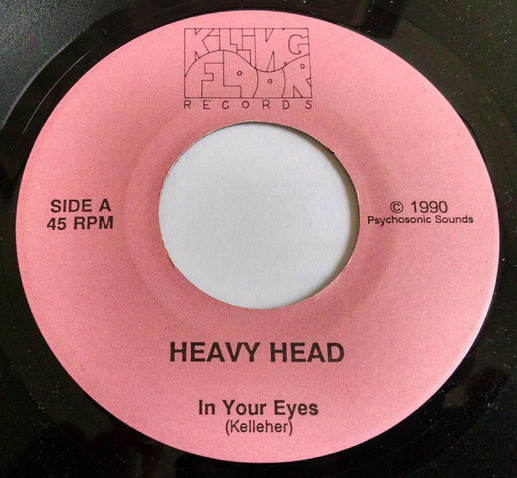 KILLING
FLOOR
RECORDS
SIDE A
45 RPM
© 1990
Psychosonic Sounds
HEAVY HEAD
In Your Eyes
(Kelleher)